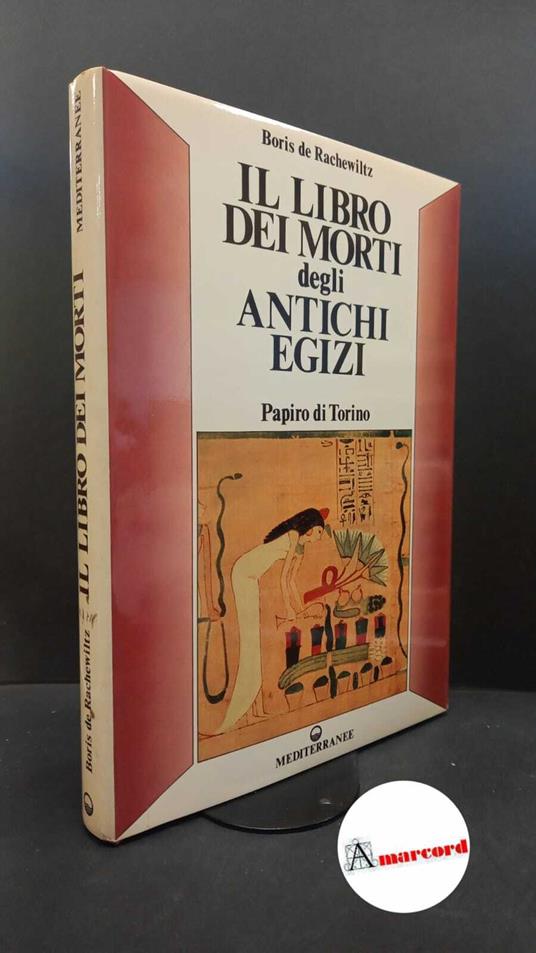 Boris de Rachewiltz
IL LIBRO
DEI MORTI
degli
ANTICHI
EGIZI
Papiro di Torino
MEDITERRANEE
Boris de Rachewiltz IL LIBRO DEI MORTI MEDITERRANEE
Amarcord